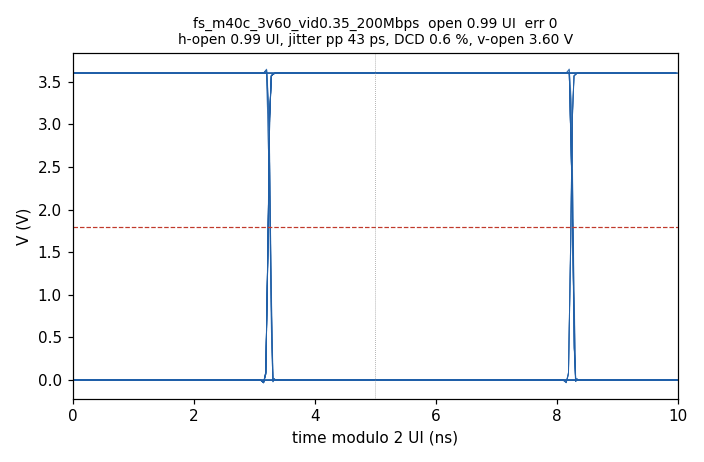 fs_m40c_3v60_vid0.35_200Mbps  open 0.99 UI  err 0
h-open 0.99 UI, jitter pp 43 ps, DCD 0.6 %, v-open 3.60 V
3.5
3.0
2.5
2.0
1.5
1.0
0.5
0.0
V (V)
0 2 4 6 8 10
time modulo 2 UI (ns)